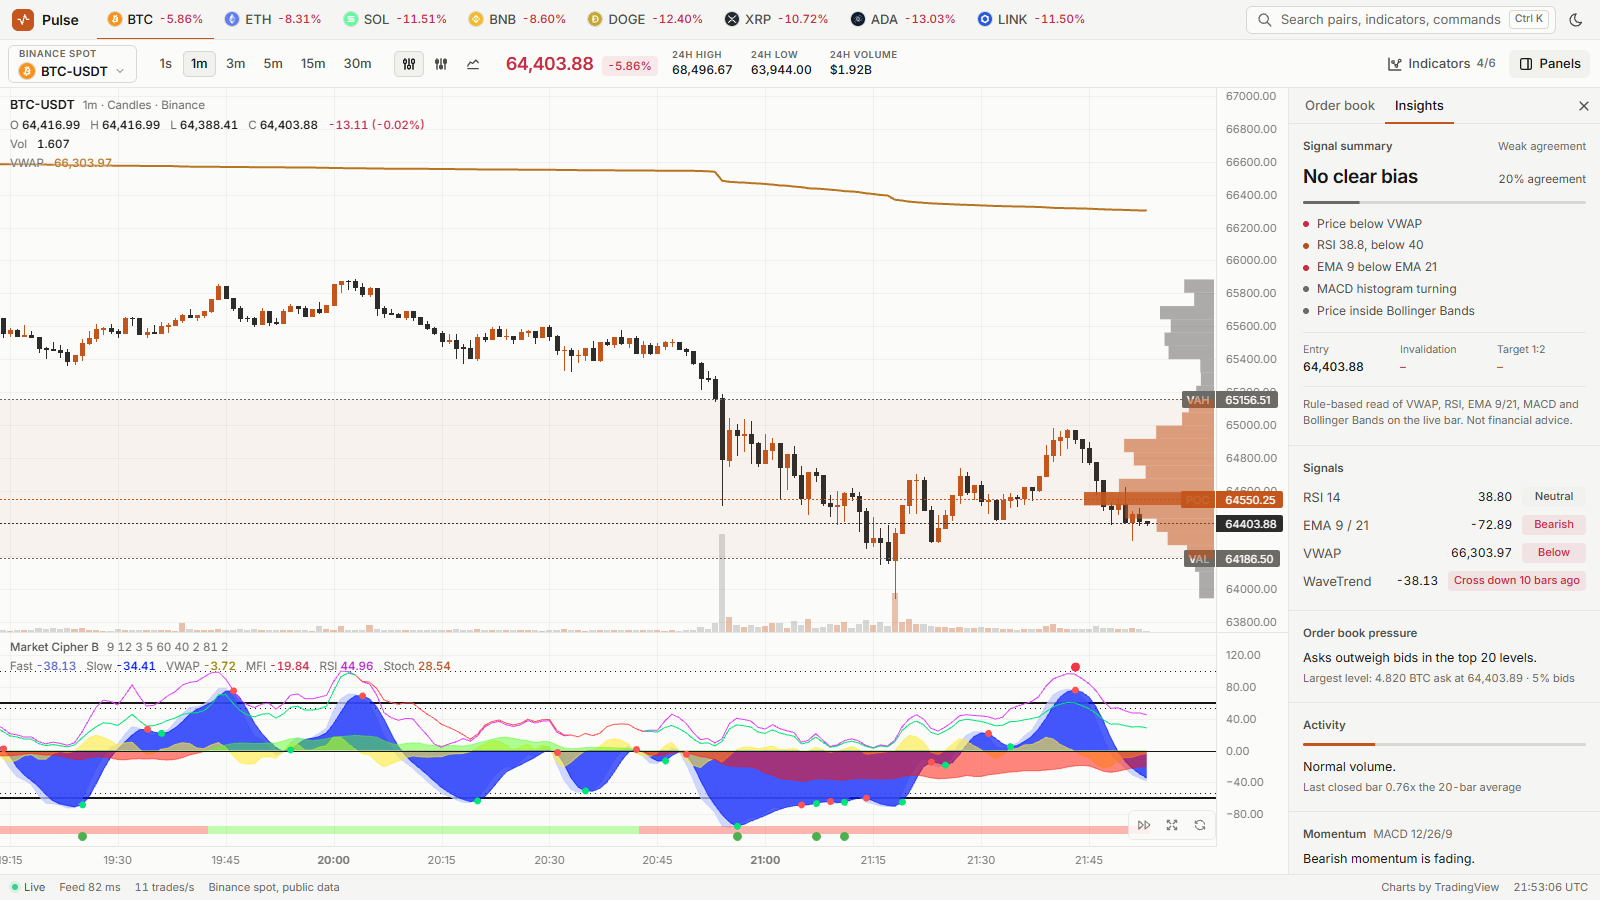 Pulse
BTC -5.86%
ETH -8.31%
SOL -11.51%
BNB -8.60%
DOGE -12.40%
XRP -10.72%
ADA -13.03%
LINK -11.50%
Search pairs, indicators, commands Ctrl K
BINANCE SPOT
BTC-USDT
1s 1m 3m 5m 15m 30m
64,403.88 -5.86%
24H HIGH
68,496.67
24H LOW
63,944.00
24H VOLUME
$1.92B
Indicators 4/6
Panels
BTC-USDT 1m · Candles · Binance
O 64,416.99 H 64,416.99 L 64,388.41 C 64,403.88 -13.11 (-0.02%)
Vol 1.607
VWAP 66,303.97
67000.00
66800.00
66600.00
66400.00
66200.00
66000.00
65800.00
65600.00
65400.00
65200.00
VAH 65156.51
65000.00
64800.00
64600.00
POC 64550.25
64403.88
VAL 64186.50
64000.00
63800.00
Market Cipher B 9 12 3 5 60 40 2 81 2
Fast -38.13 Slow -34.41 VWAP -3.72 MFI -19.84 RSI 44.96 Stoch 28.54
120.00
80.00
40.00
0.00
-40.00
-80.00
19:15 19:30 19:45 20:00 20:15 20:30 20:45 21:00 21:15 21:30 21:45
Order book Insights
Signal summary Weak agreement
No clear bias 20% agreement
Price below VWAP
RSI 38.8, below 40
EMA 9 below EMA 21
MACD histogram turning
Price inside Bollinger Bands
Entry Invalidation Target 1:2
64,403.88 – –
Rule-based read of VWAP, RSI, EMA 9/21, MACD and
Bollinger Bands on the live bar. Not financial advice.
Signals
RSI 14 38.80 Neutral
EMA 9 / 21 -72.89 Bearish
VWAP 66,303.97 Below
WaveTrend -38.13 Cross down 10 bars ago
Order book pressure
Asks outweigh bids in the top 20 levels.
Largest level: 4.820 BTC ask at 64,403.89 · 5% bids
Activity
Normal volume.
Last closed bar 0.76x the 20-bar average
Momentum MACD 12/26/9
Bearish momentum is fading.
Live Feed 82 ms 11 trades/s Binance spot, public data
Charts by TradingView 21:53:06 UTC